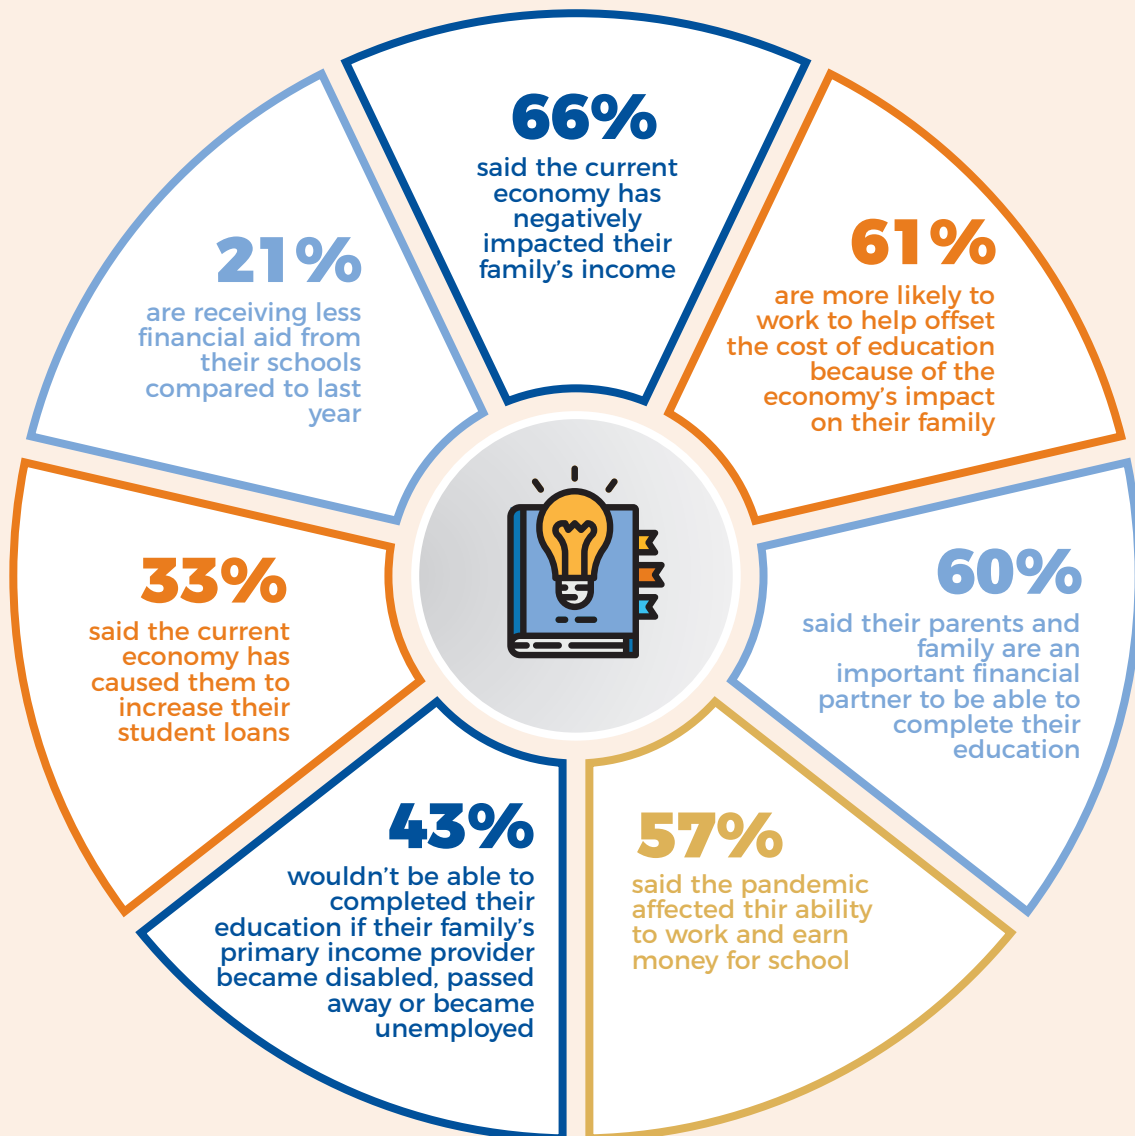 66%
said the current
economy has
negatively
impacted their
family's income
61%
are more likely to
work to help offset
the cost of education
because of the
economy's impact
on their family
60%
said their parents and
family are an
important financial
partner to be able to
complete their
education
57%
said the pandemic
affected thir ability
to work and earn
money for school
43%
wouldn't be able to
completed their
education if their family's
primary income provider
became disabled, passed
away or became
unemployed
33%
said the current
economy has
caused them to
increase their
student loans
21%
are receiving less
financial aid from
their schools
compared to last
year